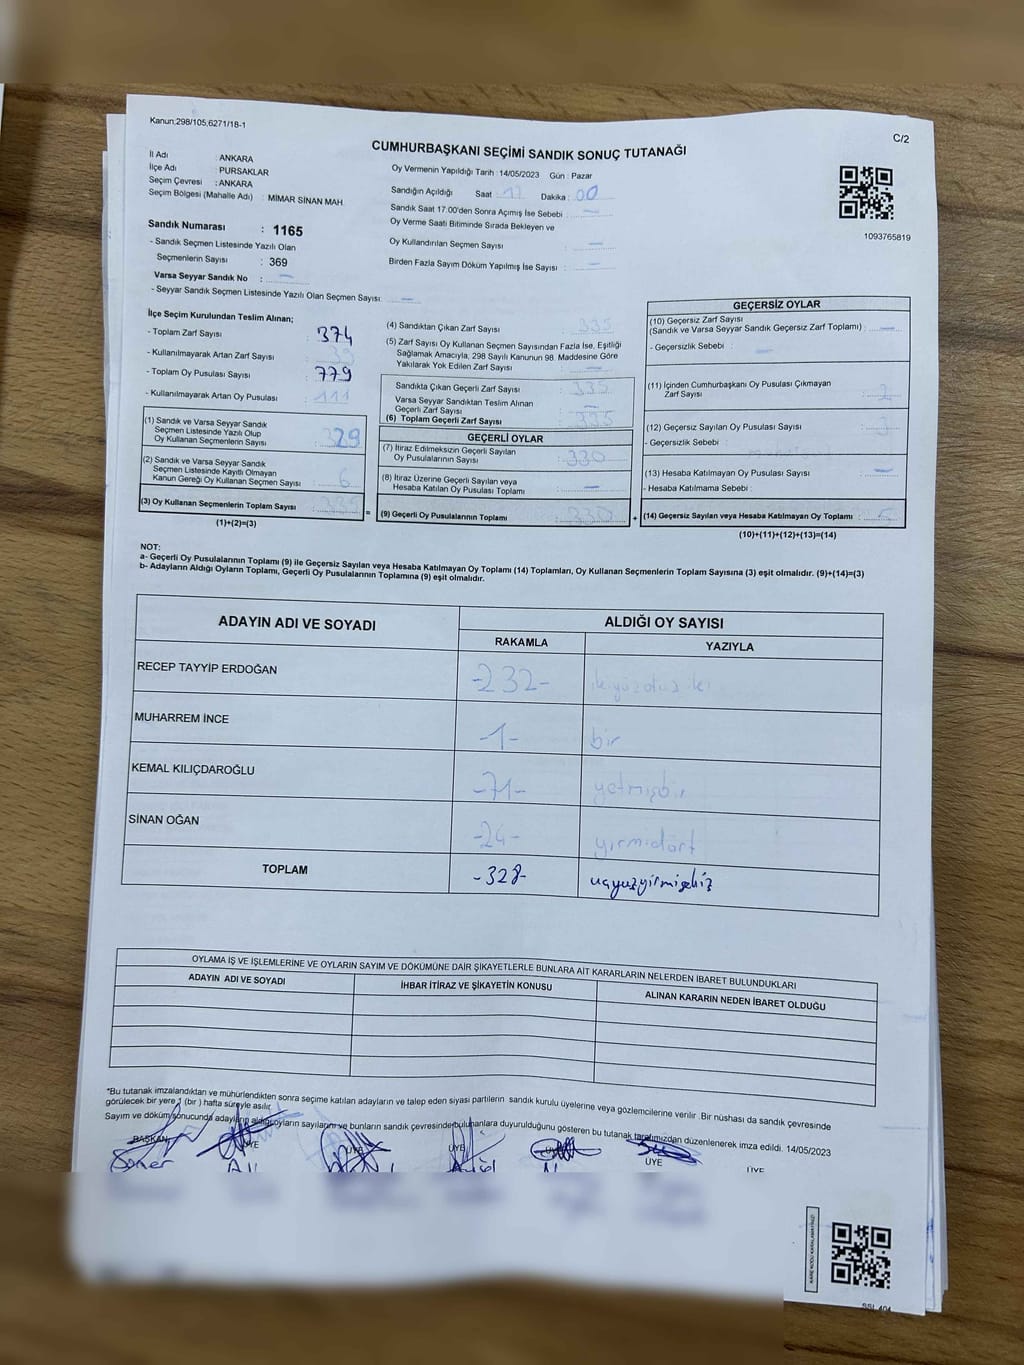 Kanun;298/105,6271/18-1
C/2
CUMHURBAŞKANI SEÇİMİ SANDIK SONUÇ TUTANAĞI
İl Adı : ANKARA
İlçe Adı : PURSAKLAR
Seçim Çevresi : ANKARA
Seçim Bölgesi (Mahalle Adı) : MİMAR SİNAN MAH.
Oy Vermenin Yapıldığı Tarih : 14/05/2023 Gün : Pazar
Sandığın Açıldığı Saat : 17 Dakika : 00
Sandık Saat 17.00'den Sonra Açımış İse Sebebi : —
Oy Verme Saati Bitiminde Sırada Bekleyen ve
Oy Kullandırılan Seçmen Sayısı : —
Birden Fazla Sayım Döküm Yapılmış İse Sayısı : —
1093765819
Sandık Numarası : 1165
- Sandık Seçmen Listesinde Yazılı Olan
Seçmenlerin Sayısı : 369
Varsa Seyyar Sandık No : —
- Seyyar Sandık Seçmen Listesinde Yazılı Olan Seçmen Sayısı: —
İlçe Seçim Kurulundan Teslim Alınan;
- Toplam Zarf Sayısı : 374
- Kullanılmayarak Artan Zarf Sayısı : 39
- Toplam Oy Pusulası Sayısı : 779
- Kullanılmayarak Artan Oy Pusulası : 111
(1) Sandık ve Varsa Seyyar Sandık
Seçmen Listesinde Yazılı Olup
Oy Kullanan Seçmenlerin Sayısı : 329
(2) Sandık ve Varsa Seyyar Sandık
Seçmen Listesinde Kayıtlı Olmayan
Kanun Gereği Oy Kullanan Seçmen Sayısı : 6
(3) Oy Kullanan Seçmenlerin Toplam Sayısı : 335
(1)+(2)=(3)
(4) Sandıktan Çıkan Zarf Sayısı : 335
(5) Zarf Sayısı Oy Kullanan Seçmen Sayısından Fazla İse, Eşitliği
Sağlamak Amacıyla, 298 Sayılı Kanunun 98. Maddesine Göre
Yakılarak Yok Edilen Zarf Sayısı : —
Sandıkta Çıkan Geçerli Zarf Sayısı : 335
Varsa Seyyar Sandıktan Teslim Alınan
Geçerli Zarf Sayısı : —
(6) Toplam Geçerli Zarf Sayısı : 335
GEÇERLİ OYLAR
(7) İtiraz Edilmeksizin Geçerli Sayılan
Oy Pusulalarının Sayısı : 330
(8) İtiraz Üzerine Geçerli Sayılan veya
Hesaba Katılan Oy Pusulası Toplamı : —
(9) Geçerli Oy Pusulalarının Toplamı : 330
GEÇERSİZ OYLAR
(10) Geçersiz Zarf Sayısı
(Sandık ve Varsa Seyyar Sandık Geçersiz Zarf Toplamı) : —
- Geçersizlik Sebebi : —
(11) İçinden Cumhurbaşkanı Oy Pusulası Çıkmayan
Zarf Sayısı : 2
(12) Geçersiz Sayılan Oy Pusulası Sayısı : 3
- Geçersizlik Sebebi :
(13) Hesaba Katılmayan Oy Pusulası Sayısı : —
- Hesaba Katılmama Sebebi :
(14) Geçersiz Sayılan veya Hesaba Katılmayan Oy Toplamı : 5
(10)+(11)+(12)+(13)=(14)
NOT:
a- Geçerli Oy Pusulalarının Toplamı (9) ile Geçersiz Sayılan veya Hesaba Katılmayan Oy Toplamı (14) Toplamları, Oy Kullanan Seçmenlerin Toplam Sayısına (3) eşit olmalıdır. (9)+(14)=(3)
b- Adayların Aldığı Oyların Toplamı, Geçerli Oy Pusulalarının Toplamına (9) eşit olmalıdır.
ADAYIN ADI VE SOYADI
ALDIĞI OY SAYISI
RAKAMLA YAZIYLA
RECEP TAYYİP ERDOĞAN -232- ikiyüzotuz iki
MUHARREM İNCE -1- bir
KEMAL KILIÇDAROĞLU -71- yetmişbir
SİNAN OĞAN -24- yirmidört
TOPLAM -328- üçyüzyirmisekiz
OYLAMA İŞ VE İŞLEMLERİNE VE OYLARIN SAYIM VE DÖKÜMÜNE DAİR ŞİKAYETLERLE BUNLARA AİT KARARLARIN NELERDEN İBARET BULUNDUKLARI
ADAYIN ADI VE SOYADI İHBAR İTİRAZ VE ŞİKAYETİN KONUSU ALINAN KARARIN NEDEN İBARET OLDUĞU
*Bu tutanak imzalandıktan ve mühürlendikten sonra seçime katılan adayların ve talep eden siyasi partilerin sandık kurulu üyelerine veya gözlemcilerine verilir. Bir nüshası da sandık çevresinde
görülecek bir yere 1 (bir) hafta süreyle asılır.
Sayım ve döküm sonucunda adayların aldığı oyların sayılarını ve bunların sandık çevresinde bulunanlara duyurulduğunu gösteren bu tutanak tarafımızdan düzenlenerek imza edildi. 14/05/2023
BAŞKAN ÜYE ÜYE ÜYE ÜYE ÜYE
Soner Ali